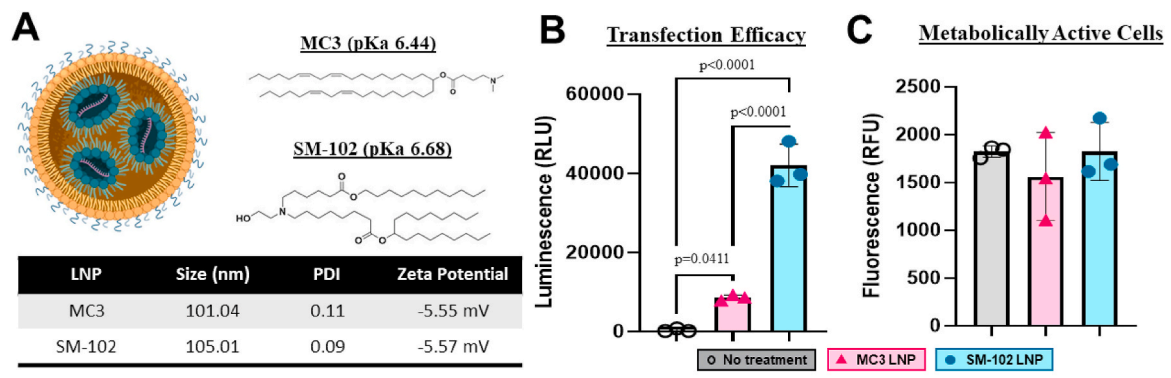 A
MC3 (pKa 6.44)
O
O
N
SM-102 (pKa 6.68)
O
O
HO
N
O
O
LNP Size (nm) PDI Zeta Potential
MC3 101.04 0.11 -5.55 mV
SM-102 105.01 0.09 -5.57 mV
B
Transfection Efficacy
p<0.0001
p<0.0001
p=0.0411
Luminescence (RLU)
60000
40000
20000
0
C
Metabolically Active Cells
Fluorescence (RFU)
2500
2000
1500
1000
500
0
No treatment MC3 LNP SM-102 LNP